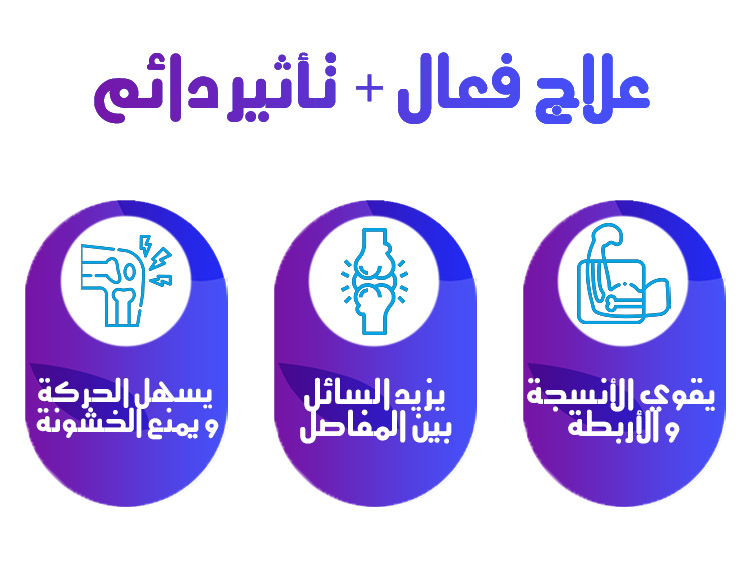 علاج فعال + تأثير دائم
يقوي الأنسجة
و الأربطة
يزيد السائل
بين المفاصل
يسهل الحركة
و يمنع الخشونة